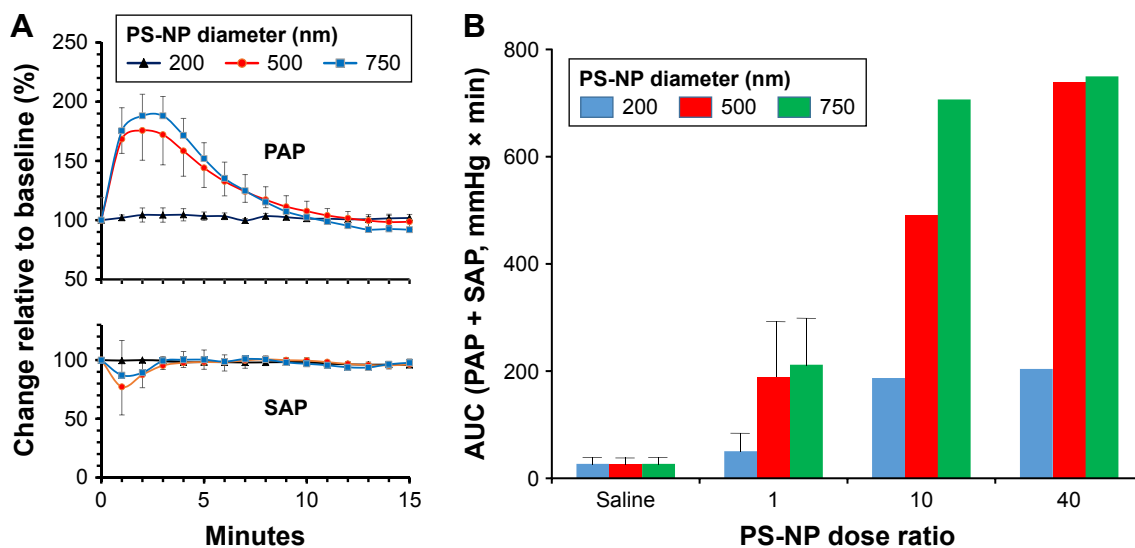 A
Change relative to baseline (%)
250
200
150
100
50
PS-NP diameter (nm)
200 500 750
PAP
100
50
0
SAP
0 5 10 15
Minutes
B
AUC (PAP + SAP, mmHg × min)
800
600
400
200
0
PS-NP diameter (nm)
200 500 750
Saline 1 10 40
PS-NP dose ratio